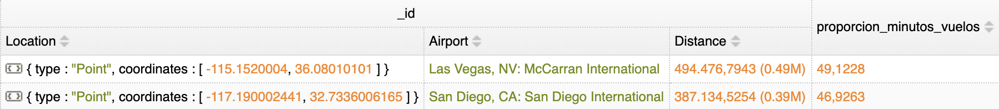 _id
proporcion_minutos_vuelos
Location Airport Distance
{ type : "Point", coordinates : [ -115.1520004, 36.08010101 ] } Las Vegas, NV: McCarran International 494.476,7943 (0.49M) 49,1228
{ type : "Point", coordinates : [ -117.190002441, 32.7336006165 ] } San Diego, CA: San Diego International 387.134,5254 (0.39M) 46,9263